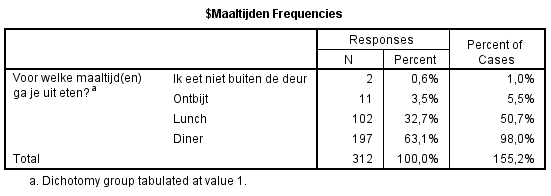 $Maaltijden Frequencies
Responses Percent of Cases
N Percent
Voor welke maaltijd(en) ga je uit eten? a Ik eet niet buiten de deur 2 0,6% 1,0%
Ontbijt 11 3,5% 5,5%
Lunch 102 32,7% 50,7%
Diner 197 63,1% 98,0%
Total 312 100,0% 155,2%
a. Dichotomy group tabulated at value 1.